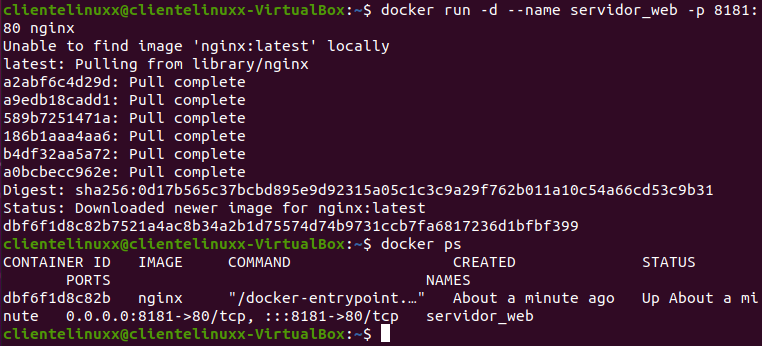 clientelinuxx@clientelinuxx-VirtualBox:~$ docker run -d --name servidor_web -p 8181:
80 nginx
Unable to find image 'nginx:latest' locally
latest: Pulling from library/nginx
a2abf6c4d29d: Pull complete
a9edb18cadd1: Pull complete
589b7251471a: Pull complete
186b1aaa4aa6: Pull complete
b4df32aa5a72: Pull complete
a0bcbecc962e: Pull complete
Digest: sha256:0d17b565c37bcbd895e9d92315a05c1c3c9a29f762b011a10c54a66cd53c9b31
Status: Downloaded newer image for nginx:latest
dbf6f1d8c82b7521a4ac8b34a2b1d75574d74b9731ccb7fa6817236d1bfbf399
clientelinuxx@clientelinuxx-VirtualBox:~$ docker ps
CONTAINER ID   IMAGE     COMMAND                  CREATED              STATUS
       PORTS                                   NAMES
dbf6f1d8c82b   nginx     "/docker-entrypoint.…"   About a minute ago   Up About a mi
nute   0.0.0.0:8181->80/tcp, :::8181->80/tcp   servidor_web
clientelinuxx@clientelinuxx-VirtualBox:~$